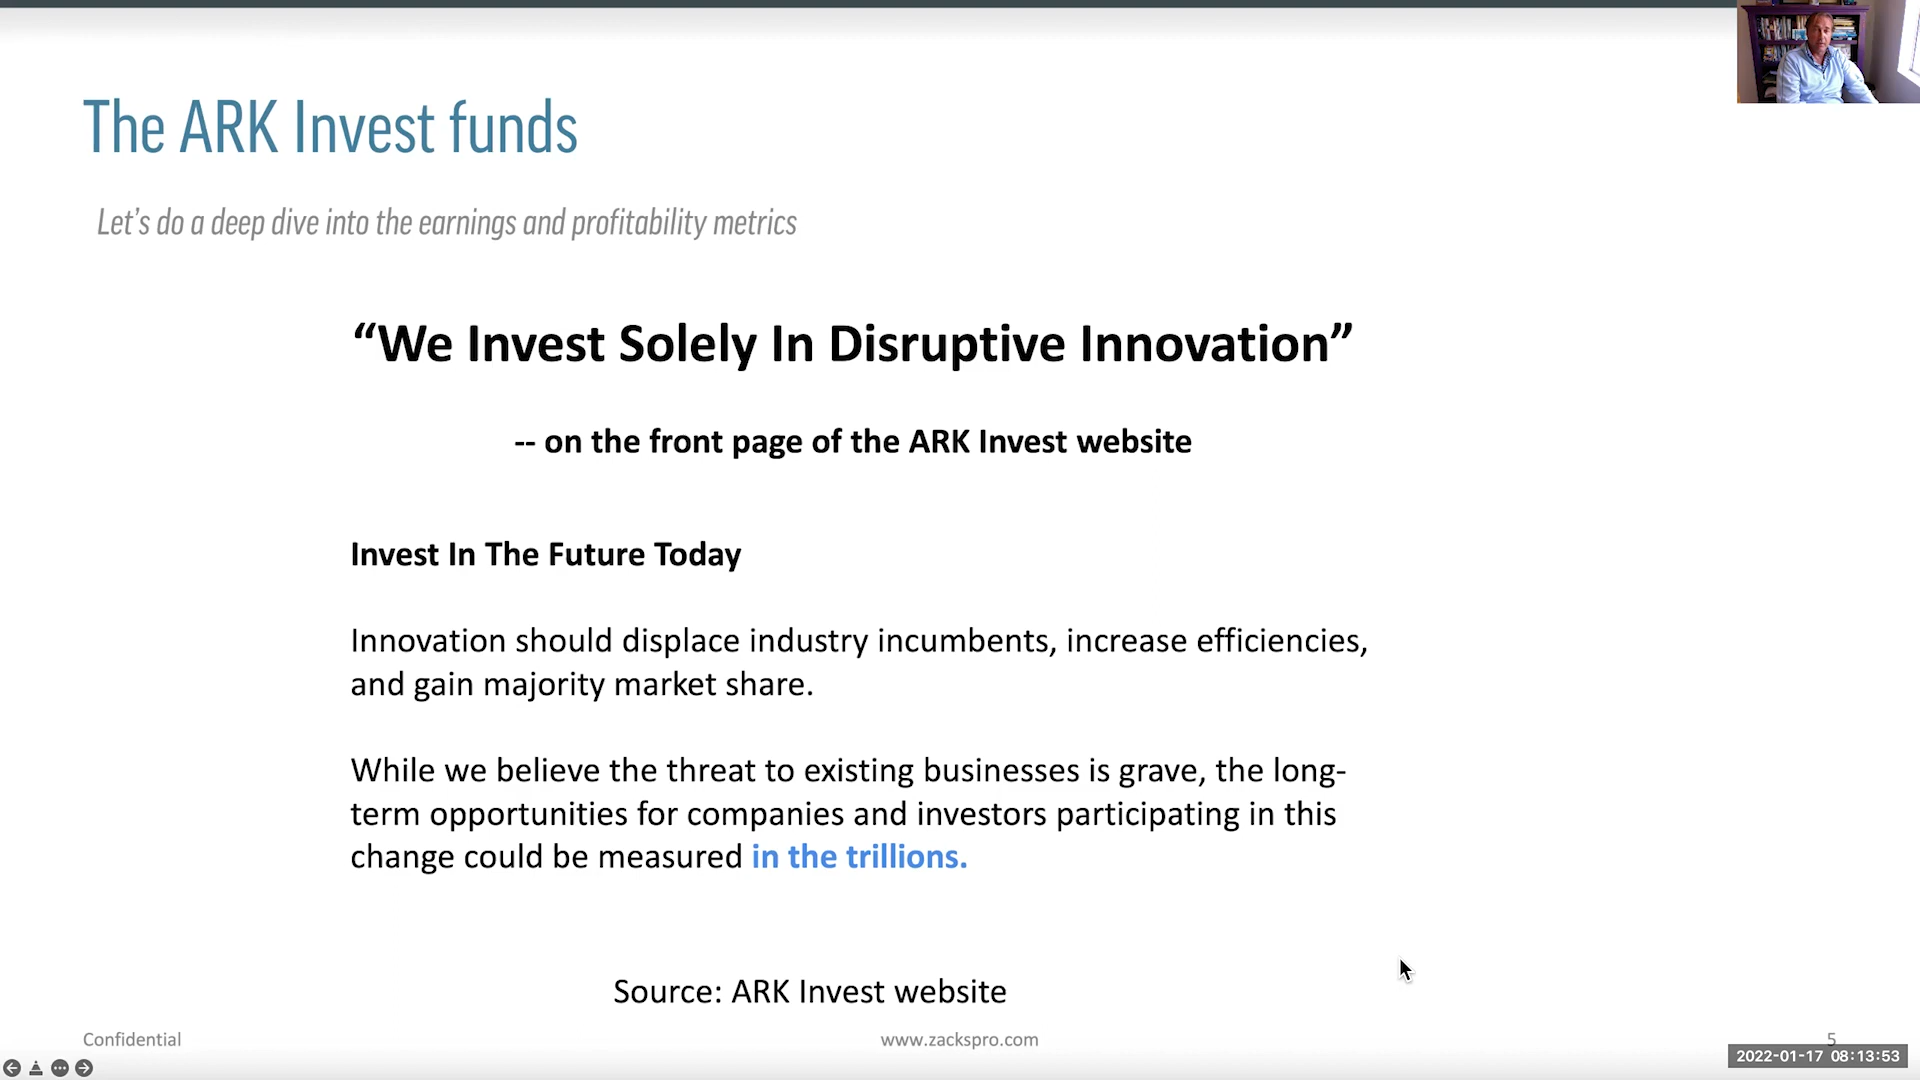 The ARK Invest funds
Let’s do a deep dive into the earnings and profitability metrics
“We Invest Solely In Disruptive Innovation”
-- on the front page of the ARK Invest website
Invest In The Future Today
Innovation should displace industry incumbents, increase efficiencies,
and gain majority market share.
While we believe the threat to existing businesses is grave, the long-
term opportunities for companies and investors participating in this
change could be measured in the trillions.
Source: ARK Invest website
Confidential
www.zackspro.com
5
2022-01-17 08:13:53